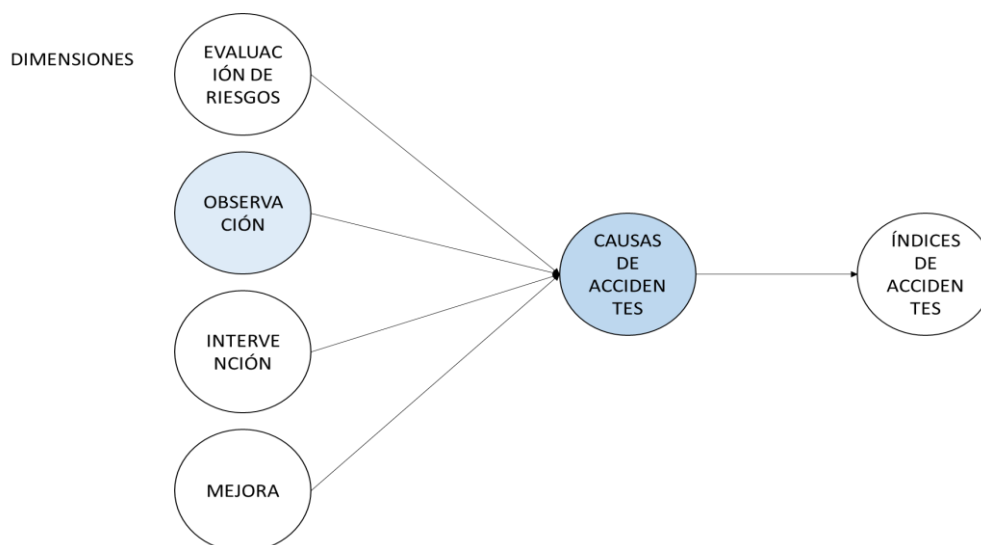 DIMENSIONES
EVALUAC
IÓN DE
RIESGOS
OBSERVA
CIÓN
INTERVE
NCIÓN
MEJORA
CAUSAS
DE
ACCIDEN
TES
ÍNDICES
DE
ACCIDEN
TES